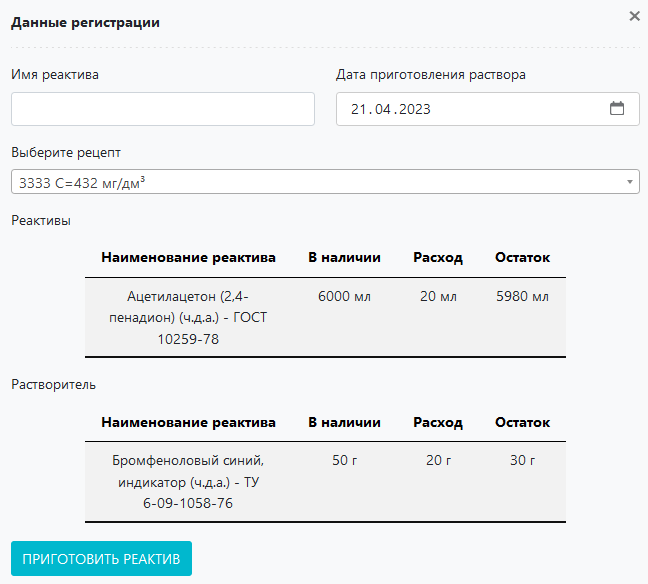 Данные регистрации
Имя реактива
Дата приготовления раствора
21.04.2023
Выберите рецепт
3333 C=432 мг/дм³
Реактивы
Наименование реактива В наличии Расход Остаток
Ацетилацетон (2,4- 6000 мл 20 мл 5980 мл
пенадион) (ч.д.а.) - ГОСТ
10259-78
Растворитель
Наименование реактива В наличии Расход Остаток
Бромфеноловый синий, 50 г 20 г 30 г
индикатор (ч.д.а.) - ТУ
6-09-1058-76
ПРИГОТОВИТЬ РЕАКТИВ